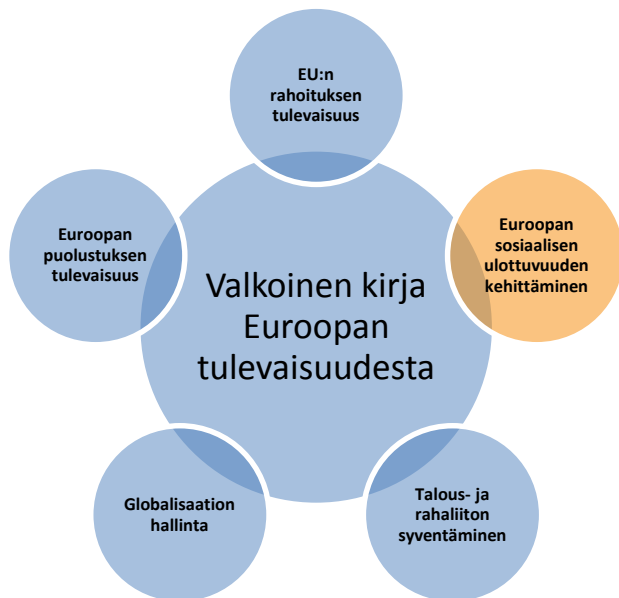 EU:n
rahoituksen
tulevaisuus
Euroopan
sosiaalisen
ulottuvuuden
kehittäminen
Euroopan
puolustuksen
tulevaisuus
Valkoinen kirja
Euroopan
tulevaisuudesta
Globalisaation
hallinta
Talous- ja
rahaliiton
syventäminen